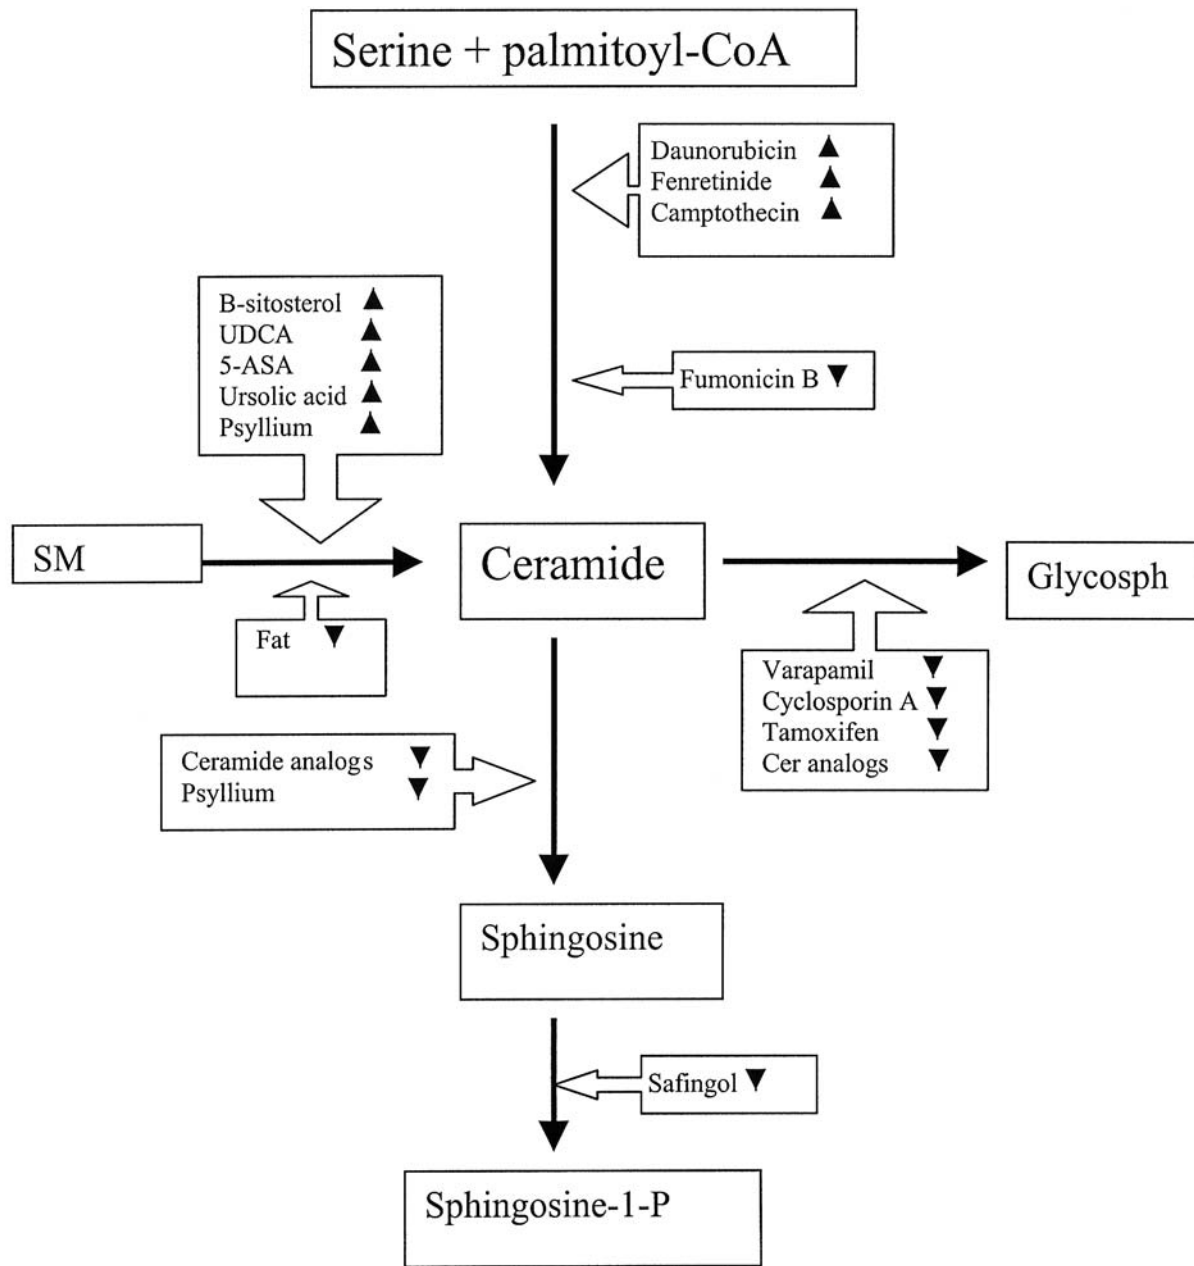 Serine + palmitoyl-CoA
Daunorubicin ▲
Fenretinide ▲
Camptothecin ▲
B-sitosterol ▲
UDCA ▲
5-ASA ▲
Ursolic acid ▲
Psyllium ▲
Fumonicin B ▼
SM
Ceramide
Glycosph
Fat ▼
Varapamil ▼
Cyclosporin A ▼
Tamoxifen ▼
Cer analogs ▼
Ceramide analogs ▼
Psyllium ▼
Sphingosine
Safingol ▼
Sphingosine-1-P